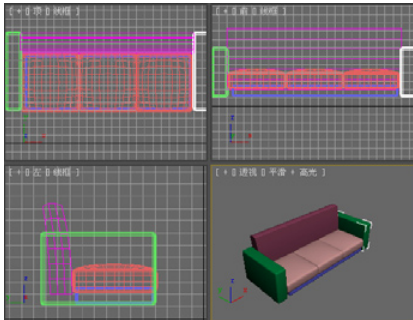 [ + ][ 顶 ][ 线框 ]
[ + ][ 前 ][ 线框 ]
[ + ][ 左 ][ 线框 ]
[ + ][ 透视 ][ 平滑 + 高光 ]